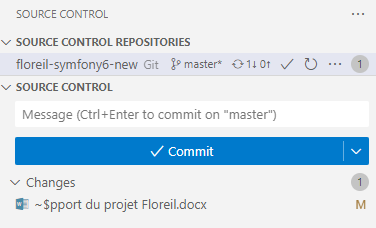 SOURCE CONTROL
SOURCE CONTROL REPOSITORIES
floreil-symfony6-new Git master* 1↓ 0↑ 1
SOURCE CONTROL
Message (Ctrl+Enter to commit on "master")
Commit
Changes 1
~$pport du projet Floreil.docx M